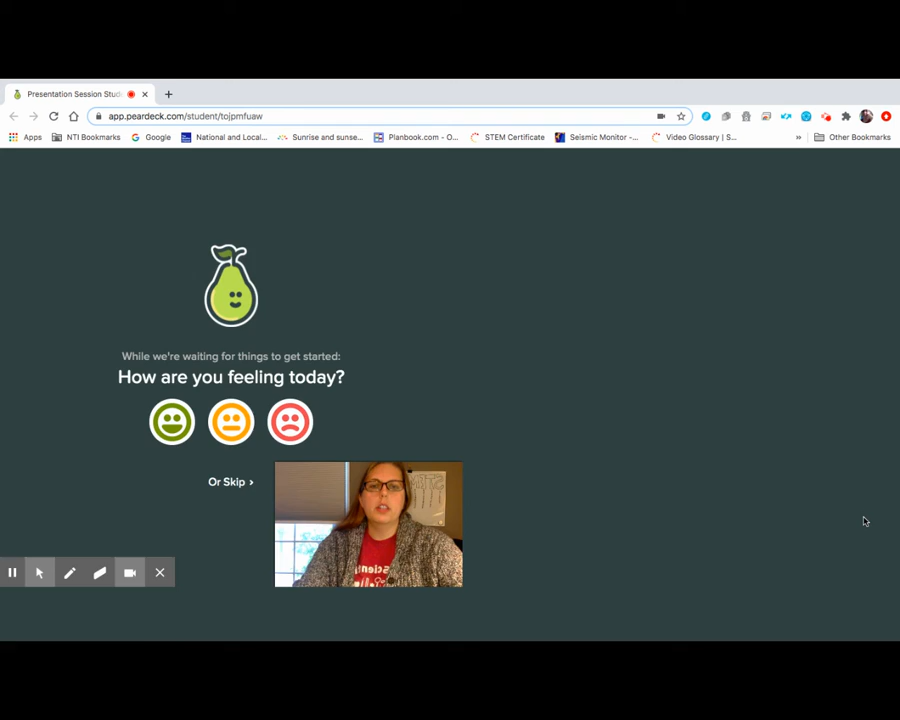 Presentation Session Stud
app.peardeck.com/student/tojpmfuaw
Apps NTI Bookmarks Google National and Local... Sunrise and sunse... Planbook.com - O... STEM Certificate Seismic Monitor -... Video Glossary | S... » Other Bookmarks
While we're waiting for things to get started:
How are you feeling today?
Or Skip ›